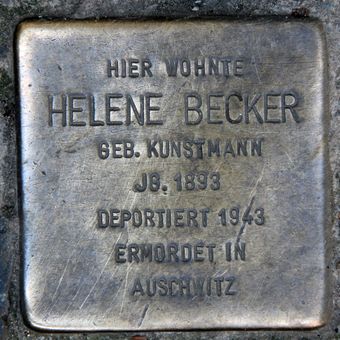 HIER WOHNTE
HELENE BECKER
GEB. KUNSTMANN
JG. 1893
DEPORTIERT 1943
ERMORDET IN
AUSCHWITZ